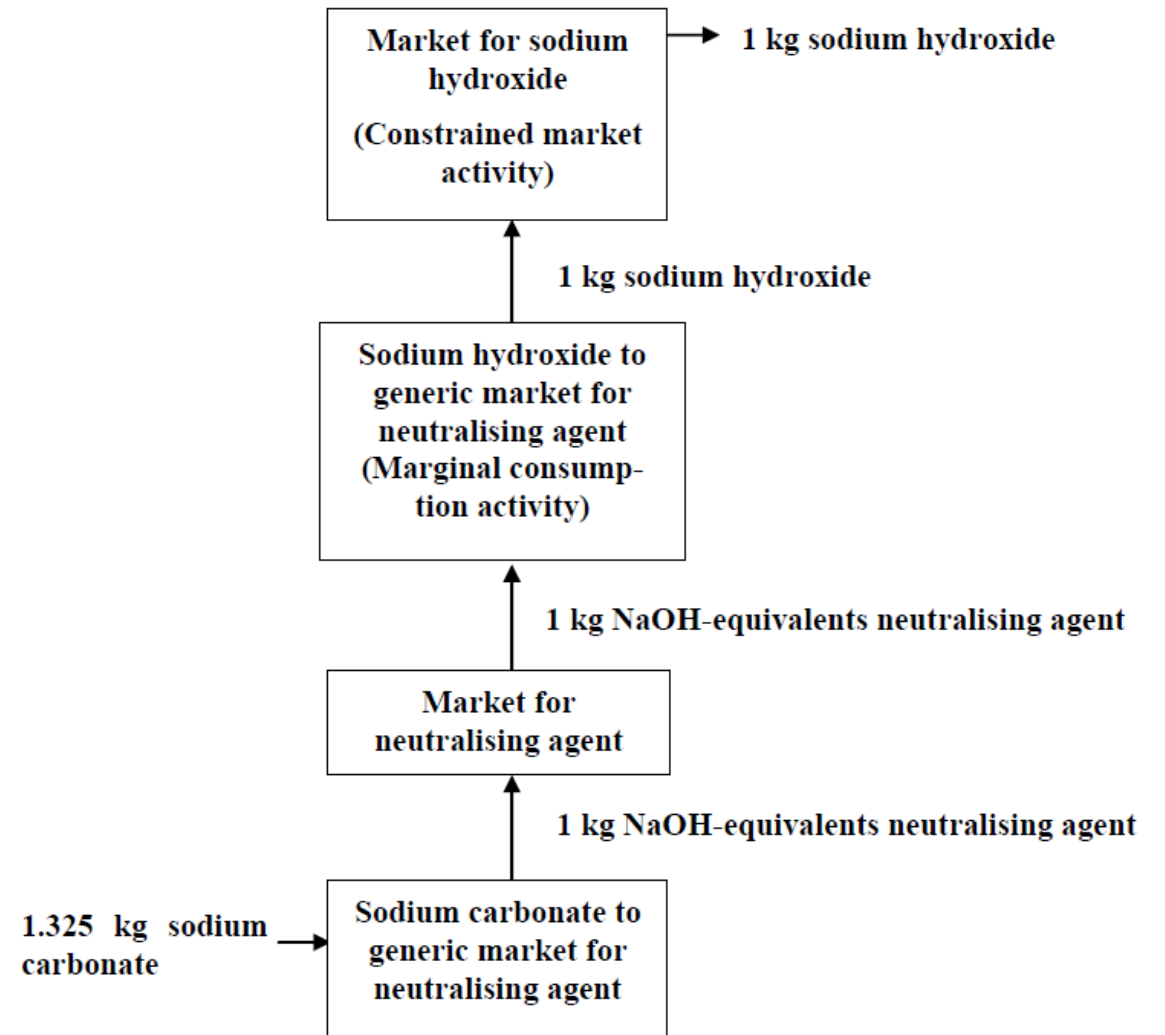 Market for sodium
hydroxide
(Constrained market
activity)
1 kg sodium hydroxide
1 kg sodium hydroxide
Sodium hydroxide to
generic market for
neutralising agent
(Marginal consump-
tion activity)
1 kg NaOH-equivalents neutralising agent
Market for
neutralising agent
1 kg NaOH-equivalents neutralising agent
1.325 kg sodium
carbonate
Sodium carbonate to
generic market for
neutralising agent